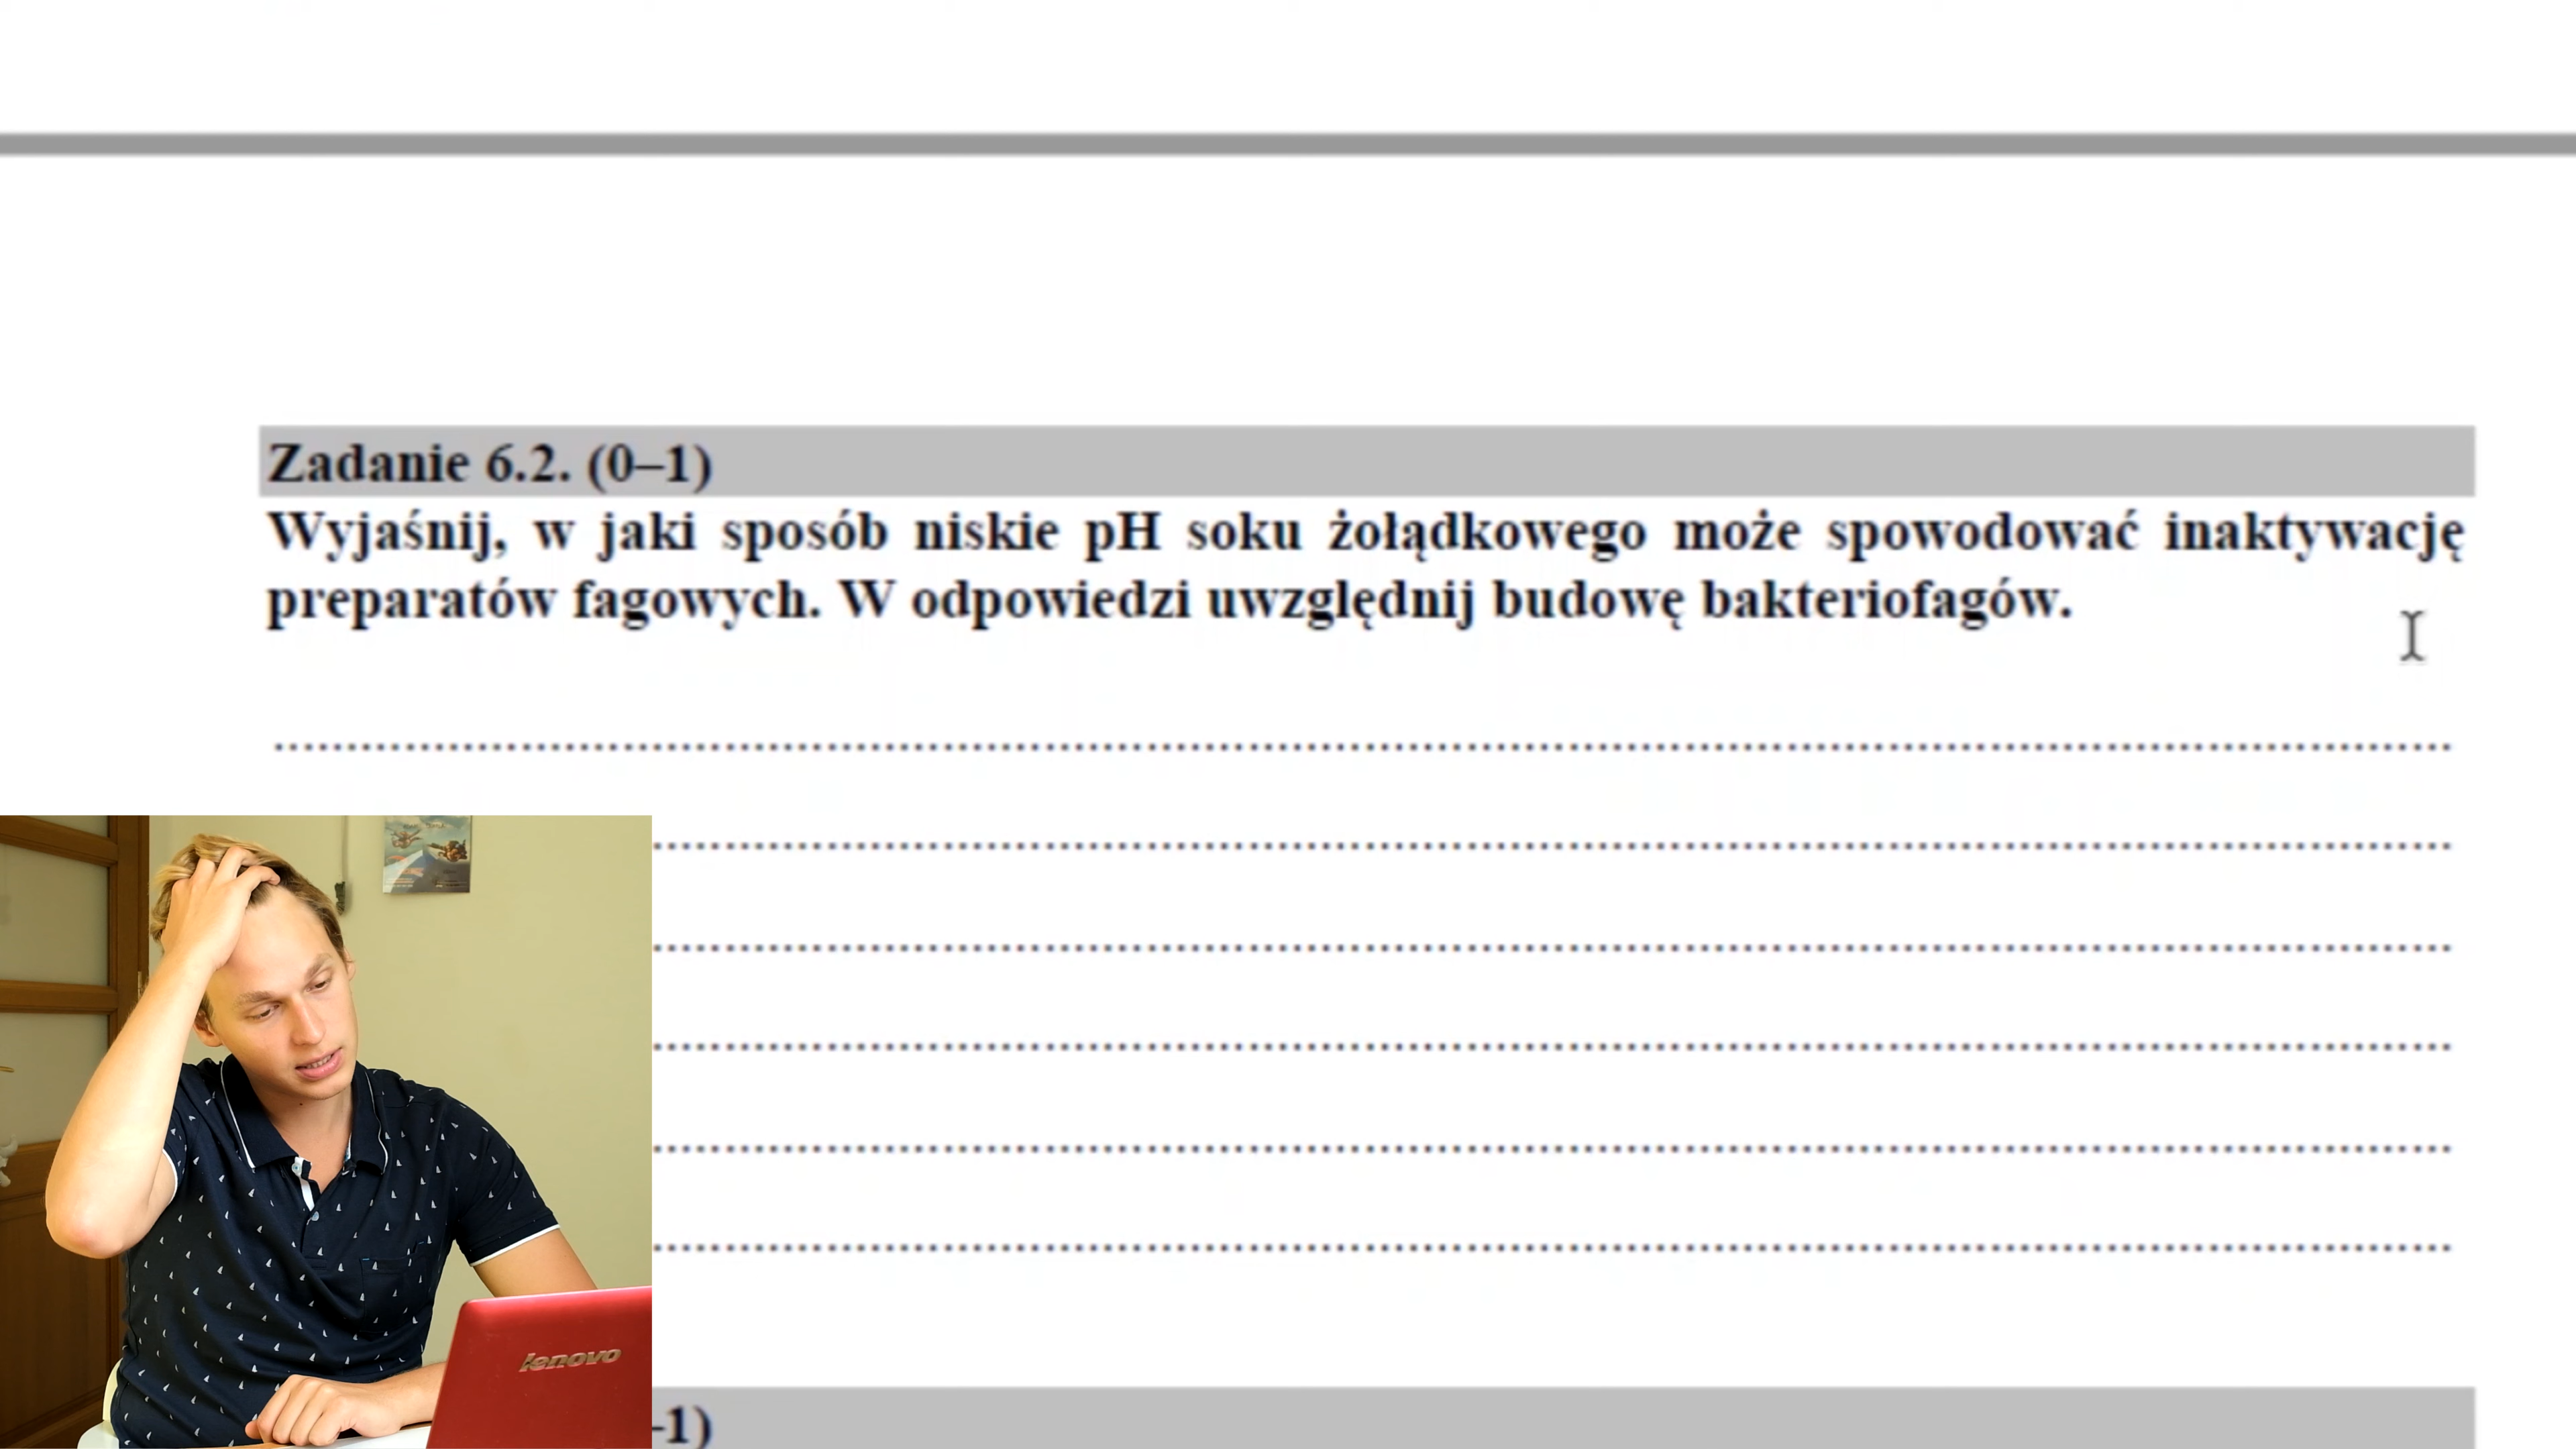 Zadanie 6.2. (0–1)
Wyjaśnij, w jaki sposób niskie pH soku żołądkowego może spowodować inaktywację
preparatów fagowych. W odpowiedzi uwzględnij budowę bakteriofagów.
lenovo
–1)